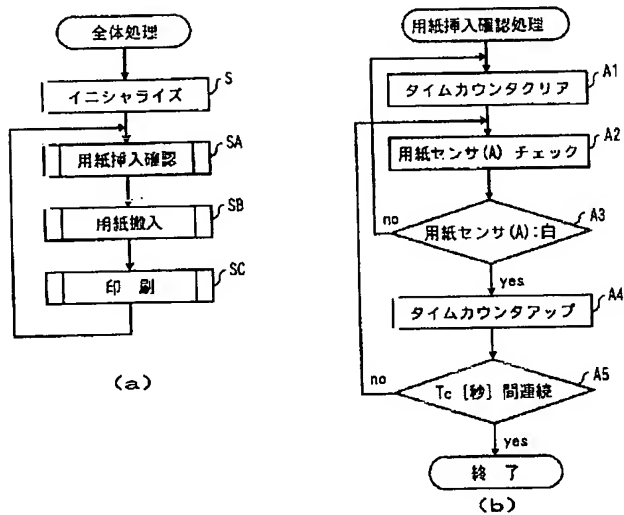 全体処理
S
イニシャライズ
SA
用紙挿入確認
SB
用紙搬入
SC
印 刷
(a)
用紙挿入確認処理
A1
タイムカウンタクリア
A2
用紙センサ(A) チェック
no
A3
用紙センサ(A):白
yes
A4
タイムカウンタアップ
no
A5
Tc [秒] 間連続
yes
終 了
(b)